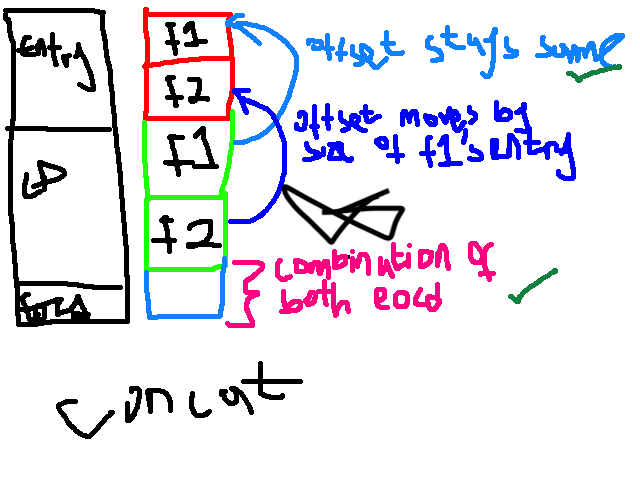 Entry
f1
f2
offset stays same
offset moves by
size of f1's entry
f1
CD
f2
combination of
both eocd
concat